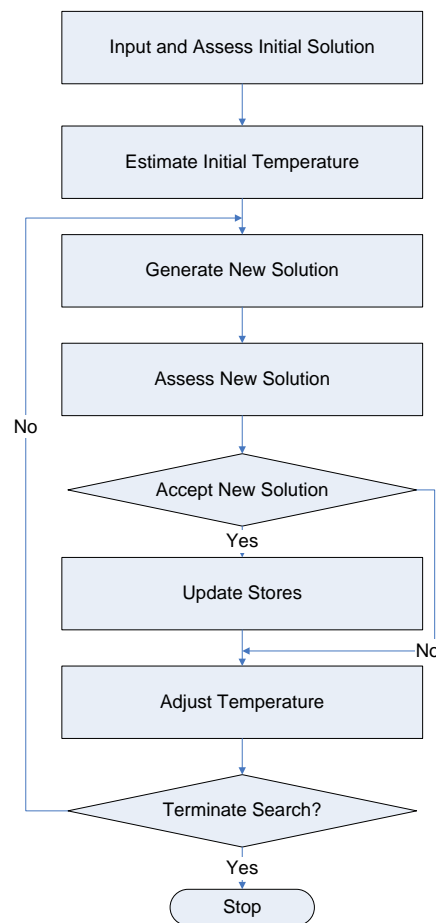 Input and Assess Initial Solution
Estimate Initial Temperature
Generate New Solution
Assess New Solution
No
Accept New Solution
Yes
Update Stores
No
Adjust Temperature
Terminate Search?
Yes
Stop